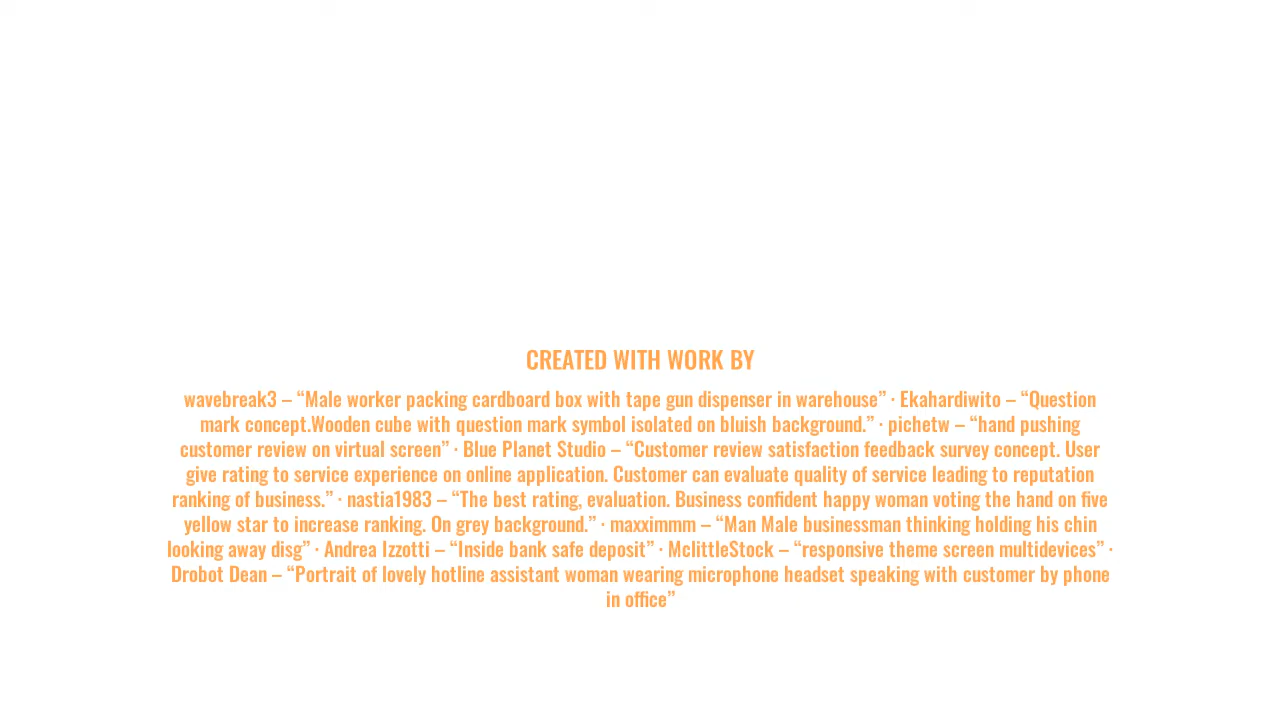 CREATED WITH WORK BY
wavebreak3 – “Male worker packing cardboard box with tape gun dispenser in warehouse” · Ekahardiwito – “Question
mark concept.Wooden cube with question mark symbol isolated on bluish background.” · pichetw – “hand pushing
customer review on virtual screen” · Blue Planet Studio – “Customer review satisfaction feedback survey concept. User
give rating to service experience on online application. Customer can evaluate quality of service leading to reputation
ranking of business.” · nastia1983 – “The best rating, evaluation. Business confident happy woman voting the hand on five
yellow star to increase ranking. On grey background.” · maxximmm – “Man Male businessman thinking holding his chin
looking away disg” · Andrea Izzotti – “Inside bank safe deposit” · MclittleStock – “responsive theme screen multidevices” ·
Drobot Dean – “Portrait of lovely hotline assistant woman wearing microphone headset speaking with customer by phone
in office”